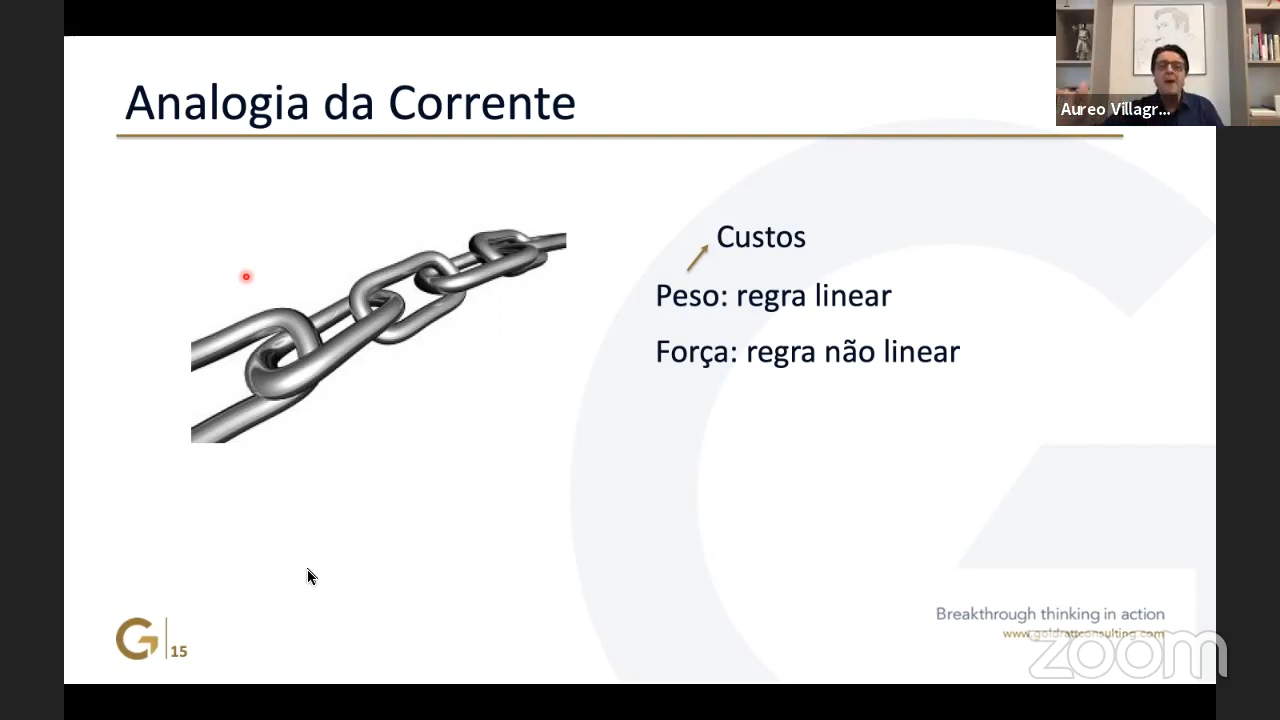 Analogia da Corrente
Aureo Villagr...
Custos
Peso: regra linear
Força: regra não linear
Breakthrough thinking in action
www.goldrattconsulting.com
zoom
G 15